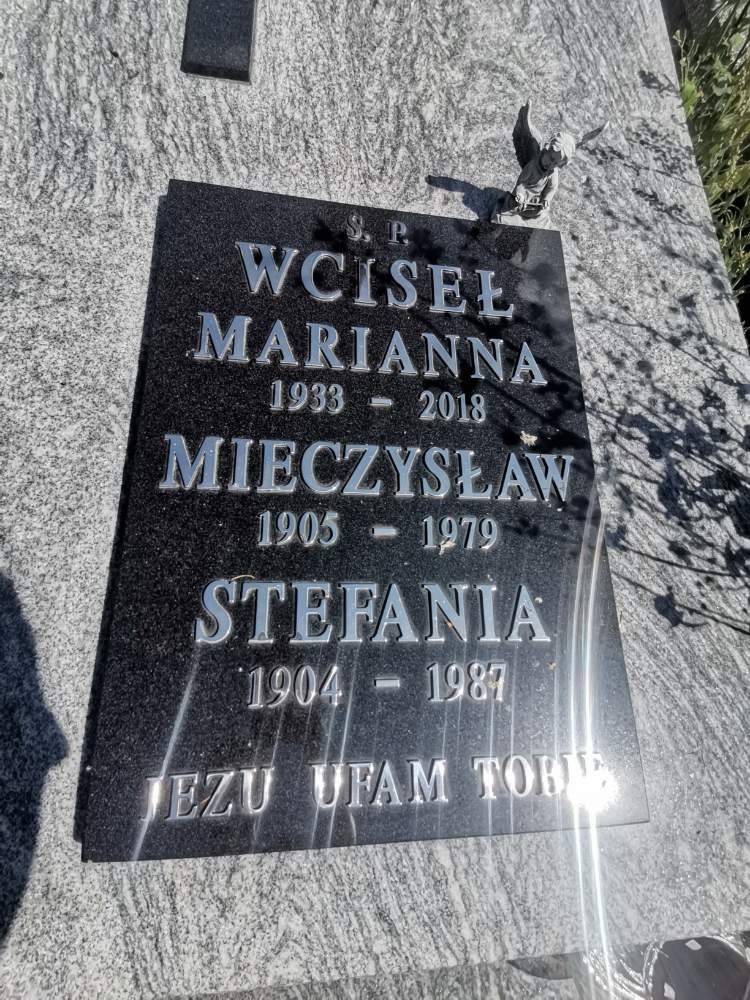 Ś. P.
WCISEŁ
MARIANNA
1933 - 2018
MIECZYSŁAW
1905 - 1979
STEFANIA
1904 - 1987
JEZU UFAM TOBIE